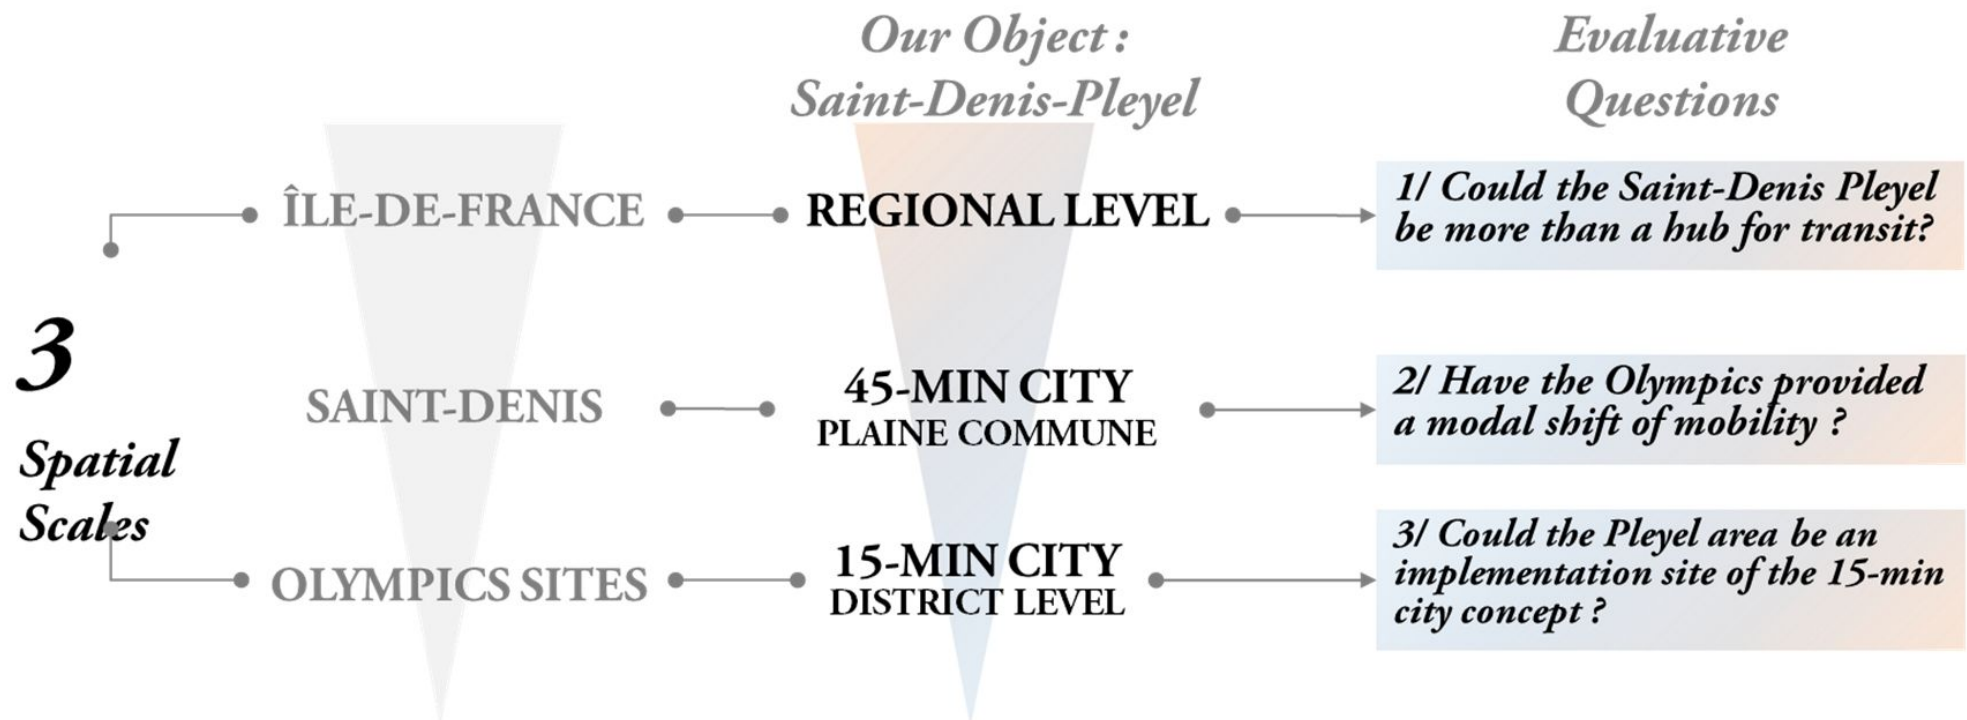 Our Object :
Saint-Denis-Pleyel
Evaluative
Questions
3
Spatial
Scales
ÎLE-DE-FRANCE
REGIONAL LEVEL
1/ Could the Saint-Denis Pleyel
be more than a hub for transit?
SAINT-DENIS
45-MIN CITY
PLAINE COMMUNE
2/ Have the Olympics provided
a modal shift of mobility ?
OLYMPICS SITES
15-MIN CITY
DISTRICT LEVEL
3/ Could the Pleyel area be an
implementation site of the 15-min
city concept ?